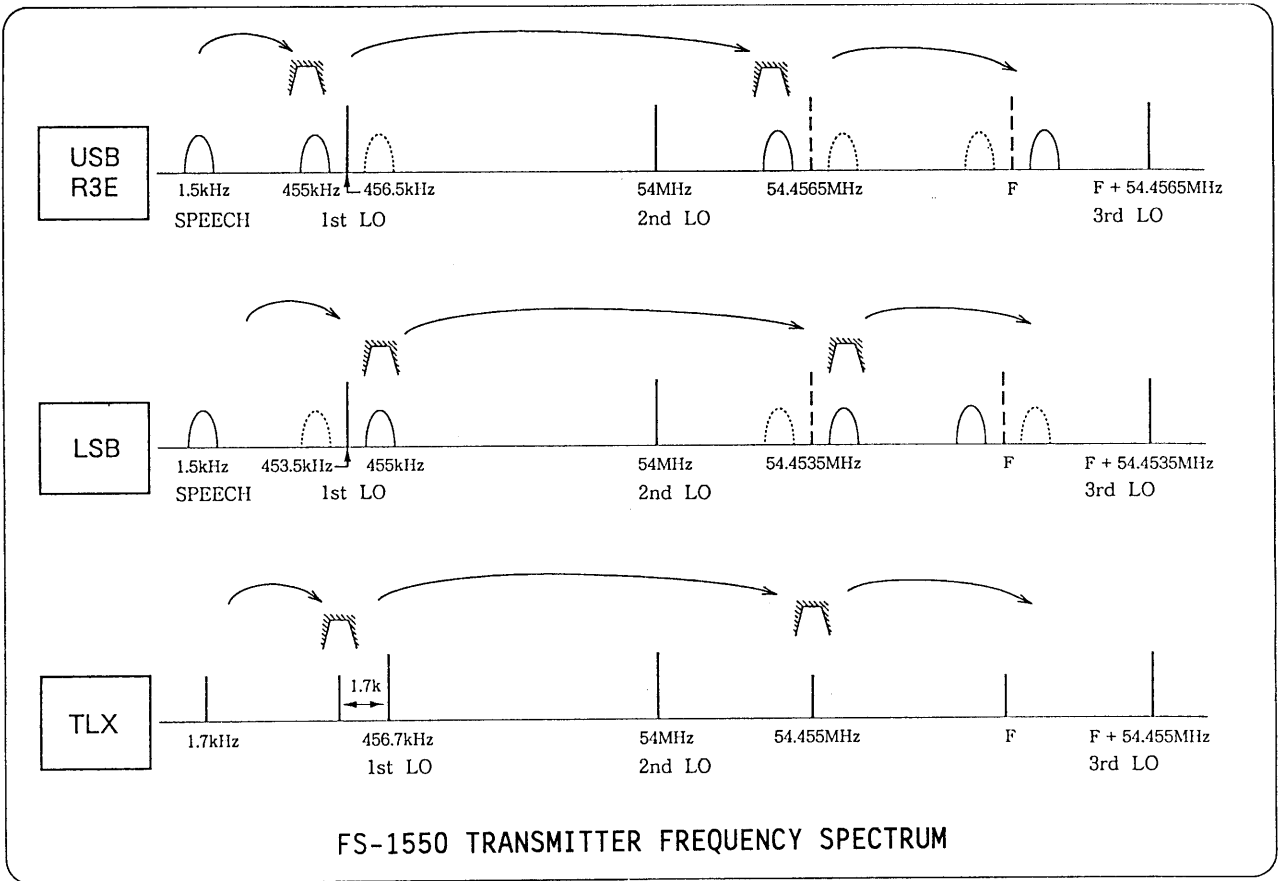 USB
R3E
1.5kHz 455kHz 456.5kHz 54MHz 54.4565MHz F F + 54.4565MHz
SPEECH 1st LO 2nd LO 3rd LO
LSB
1.5kHz 453.5kHz 455kHz 54MHz 54.4535MHz F F + 54.4535MHz
SPEECH 1st LO 2nd LO 3rd LO
1.7k
TLX
1.7kHz 456.7kHz 54MHz 54.455MHz F F + 54.455MHz
1st LO 2nd LO 3rd LO
FS-1550 TRANSMITTER FREQUENCY SPECTRUM